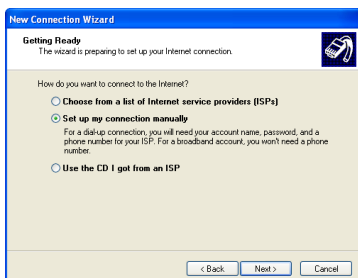 New Connection Wizard
Getting Ready
The wizard is preparing to set up your Internet connection.
How do you want to connect to the Internet?
Choose from a list of Internet service providers (ISPs)
Set up my connection manually
For a dial-up connection, you will need your account name, password, and a
phone number for your ISP. For a broadband account, you won't need a phone
number.
Use the CD I got from an ISP
< Back Next > Cancel